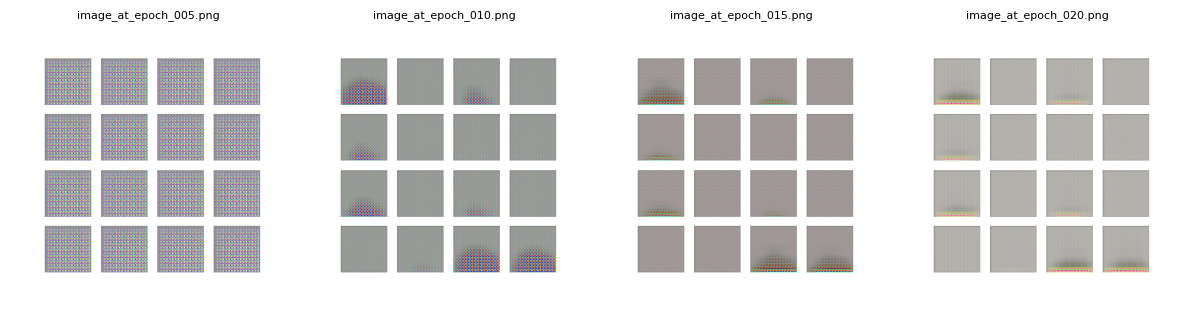 image_at_epoch_005.png
image_at_epoch_010.png
image_at_epoch_015.png
image_at_epoch_020.png